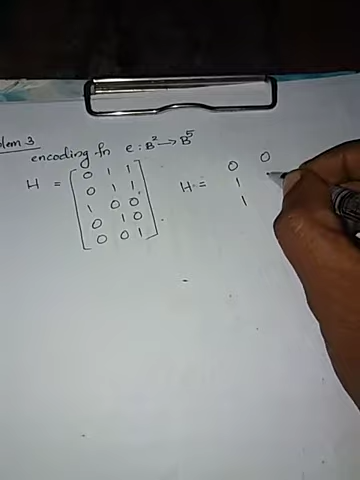 lem 3
encoding fn e : B² → B⁵
H = [ 0 1 1
0 1 1
1 0 0
0 1 0
0 0 1 ]
H = 0 0
1
1